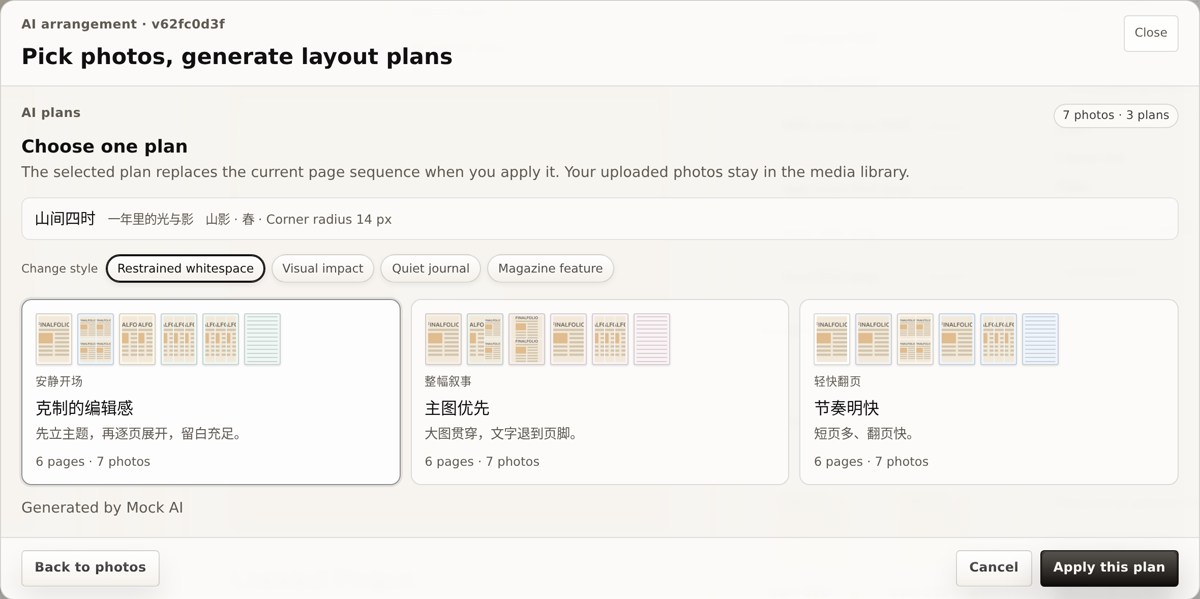 AI arrangement · v62fc0d3f
Pick photos, generate layout plans
Close
AI plans
7 photos · 3 plans
Choose one plan
The selected plan replaces the current page sequence when you apply it. Your uploaded photos stay in the media library.
山间四时 一年里的光与影 山影 · 春 · Corner radius 14 px
Change style Restrained whitespace Visual impact Quiet journal Magazine feature
安静开场
克制的编辑感
先立主题，再逐页展开，留白充足。
6 pages · 7 photos
整幅叙事
主图优先
大图贯穿，文字退到页脚。
6 pages · 7 photos
轻快翻页
节奏明快
短页多、翻页快。
6 pages · 7 photos
Generated by Mock AI
Back to photos
Cancel
Apply this plan